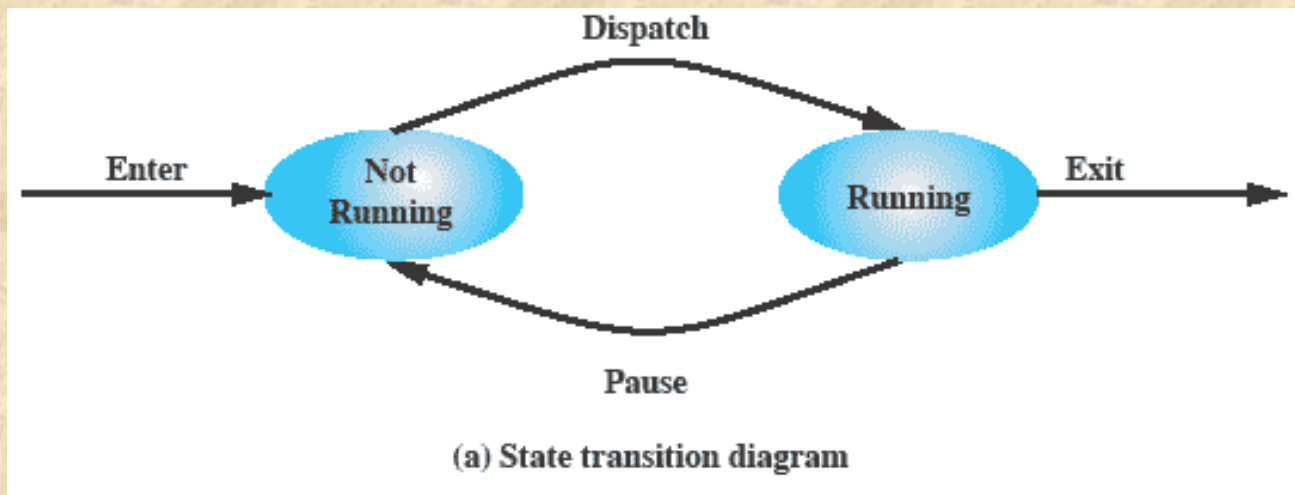 Dispatch
Enter
Not
Running
Running
Exit
Pause
(a) State transition diagram